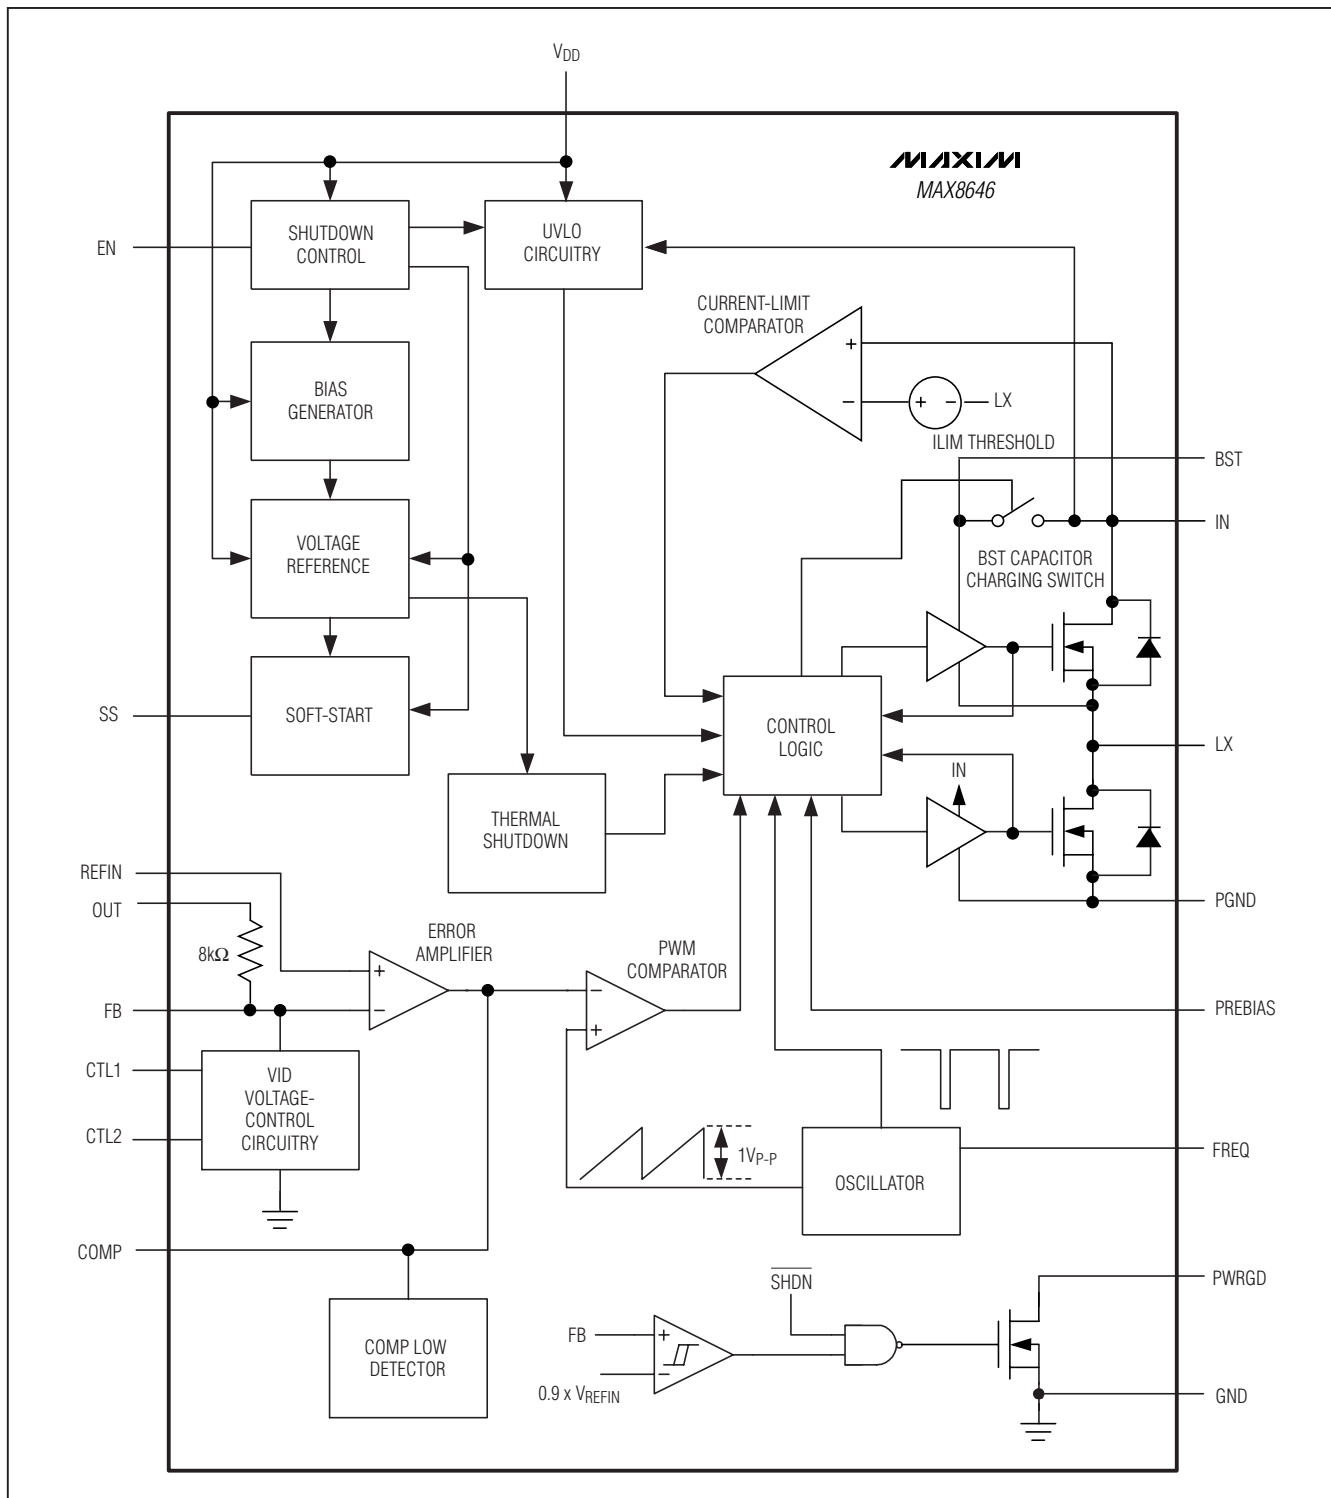 VDD
MAXIM
MAX8646
EN
SHUTDOWN
CONTROL
UVLO
CIRCUITRY
CURRENT-LIMIT
COMPARATOR
+
−
+ −
LX
ILIM THRESHOLD
BIAS
GENERATOR
BST
IN
VOLTAGE
REFERENCE
BST CAPACITOR
CHARGING SWITCH
SS
SOFT-START
CONTROL
LOGIC
LX
IN
THERMAL
SHUTDOWN
REFIN
OUT
PGND
8kΩ
ERROR
AMPLIFIER
+
−
PWM
COMPARATOR
−
+
FB
PREBIAS
CTL1
CTL2
VID
VOLTAGE-
CONTROL
CIRCUITRY
1VP-P
OSCILLATOR
FREQ
COMP
COMP LOW
DETECTOR
SHDN
PWRGD
FB
+
−
0.9 x VREFIN
GND